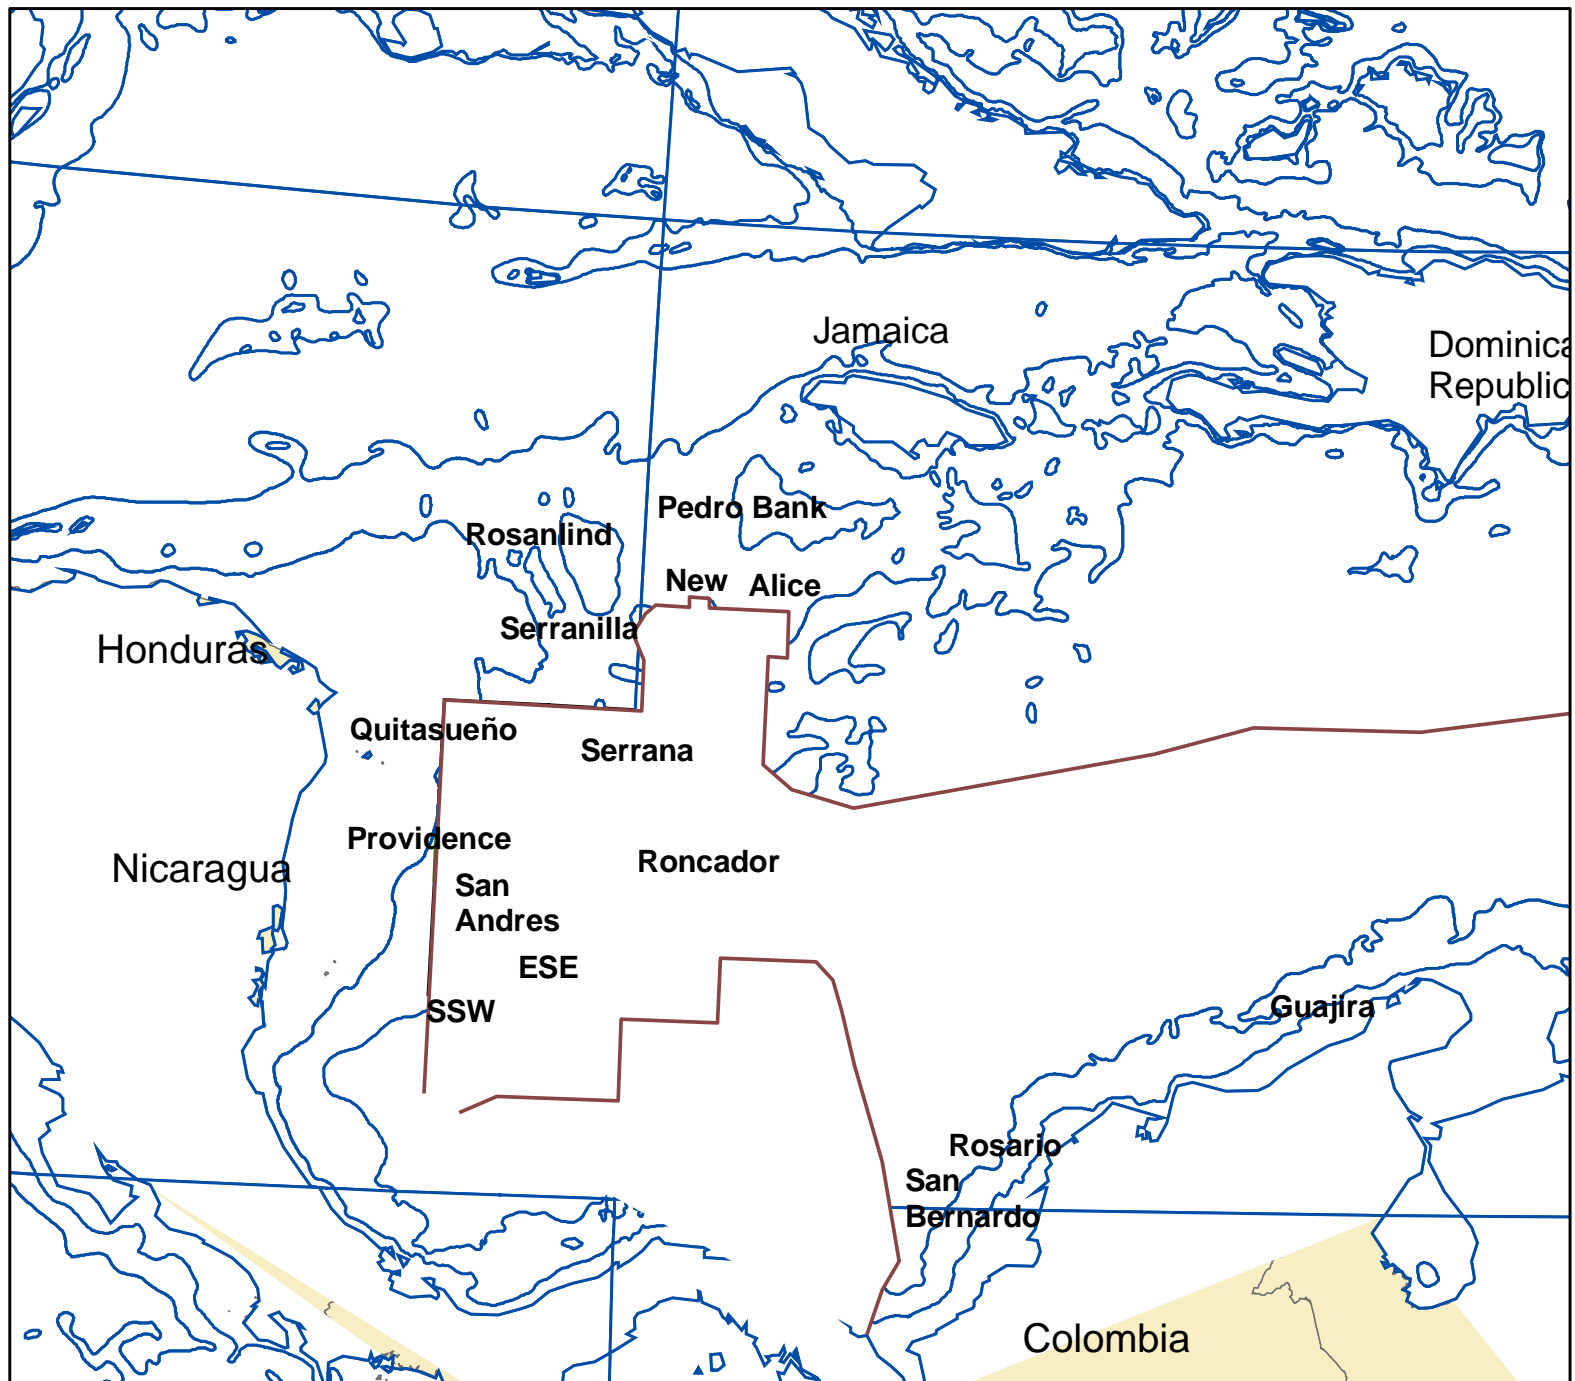 Jamaica
Dominica
Republic
Pedro Bank
Rosanlind
New
Alice
Serranilla
Honduras
Quitasueño
Serrana
Providence
Roncador
Nicaragua
San
Andres
ESE
SSW
Guajira
Rosario
San
Bernardo
Colombia